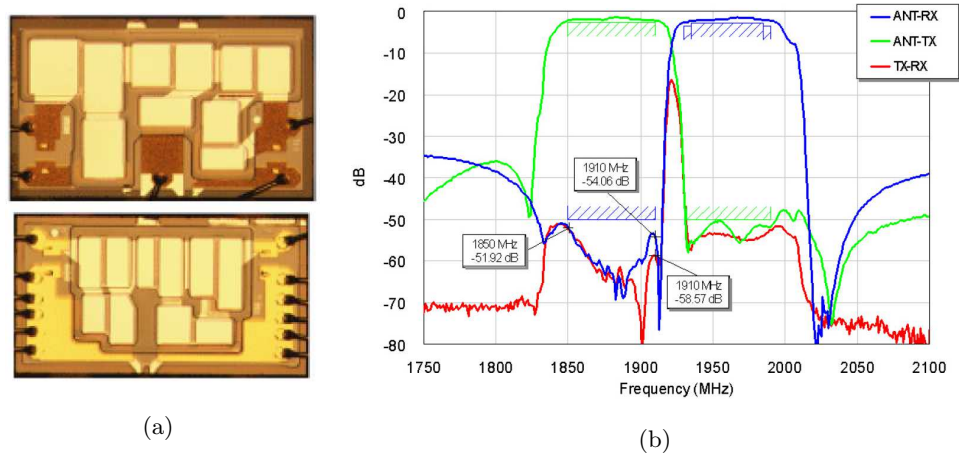 0
-10
-20
-30
-40
-50
-60
-70
-80
dB
ANT-RX
ANT-TX
TX-RX
1910 MHz
-54.06 dB
1850 MHz
-51.92 dB
1910 MHz
-58.57 dB
1750 1800 1850 1900 1950 2000 2050 2100
Frequency (MHz)
(a)
(b)